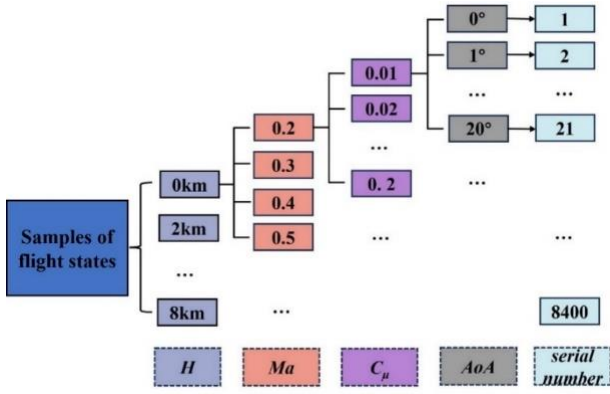 0° 1
1° 2
0.01
0.02
... ...
0.2 20° 21
...
0.3
0km 0. 2 ...
0.4
2km 0.5 ... ...
Samples of
flight states
...
8km ... 8400
H Ma Cμ AoA serial
number